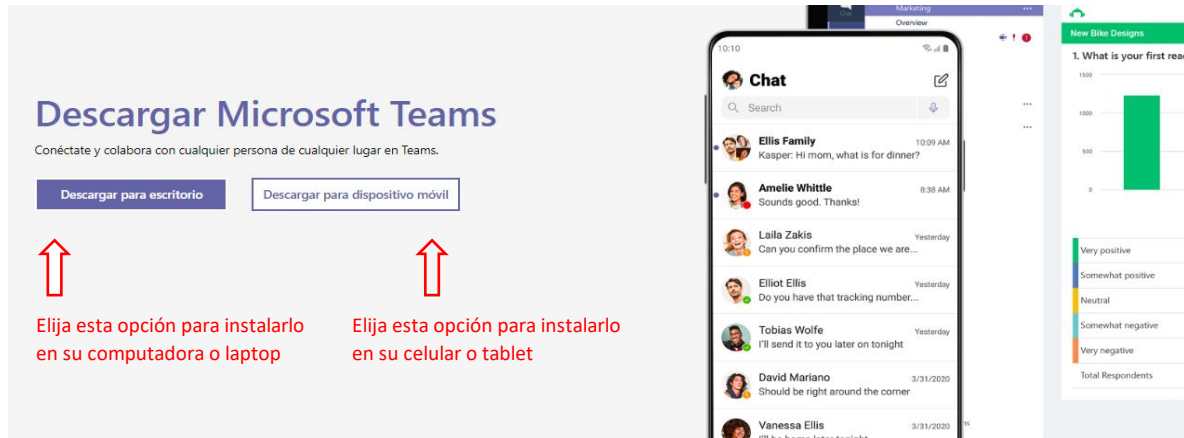 Descargar Microsoft Teams
Conéctate y colabora con cualquier persona de cualquier lugar en Teams.
Descargar para escritorio
Descargar para dispositivo móvil
Elija esta opción para instalarlo
en su computadora o laptop
Elija esta opción para instalarlo
en su celular o tablet
Chat
Marketing
Overview
10:10
Chat
Search
Ellis Family 10:09 AM
Kasper: Hi mom, what is for dinner?
Amelie Whittle 8:38 AM
Sounds good. Thanks!
Laila Zakis Yesterday
Can you confirm the place we are...
Elliot Ellis Yesterday
Do you have that tracking number...
Tobias Wolfe Yesterday
I'll send it to you later on tonight
David Mariano 3/31/2020
Should be right around the corner
Vanessa Ellis 3/31/2020
New Bike Designs
1. What is your first
1500
1000
500
0
Very positive
Somewhat positive
Neutral
Somewhat negative
Very negative
Total Respondents